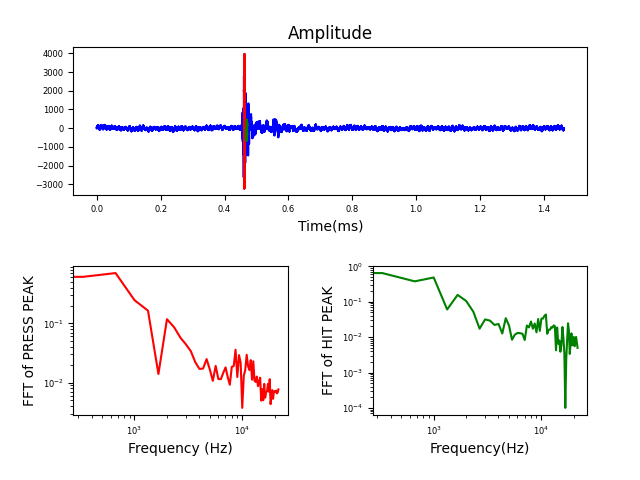 Amplitude
4000
3000
2000
1000
0
−1000
−2000
−3000
0.0 0.2 0.4 0.6 0.8 1.0 1.2 1.4
Time(ms)
FFT of PRESS PEAK
10⁻¹
10⁻²
10³ 10⁴
Frequency (Hz)
FFT of HIT PEAK
10⁰
10⁻¹
10⁻²
10⁻³
10⁻⁴
10³ 10⁴
Frequency(Hz)